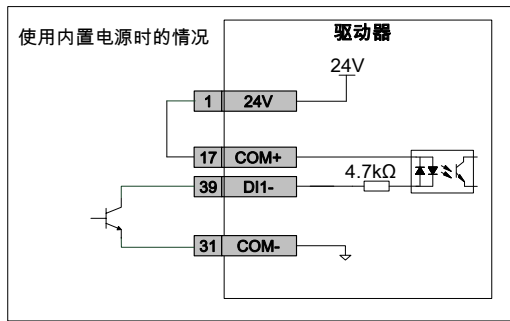 使用内置电源时的情况
驱动器
24V
1 24V
17 COM+
4.7kΩ
39 DI1-
31 COM-